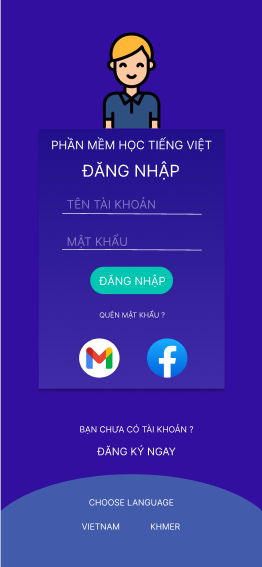 PHẦN MỀM HỌC TIẾNG VIỆT
ĐĂNG NHẬP
TÊN TÀI KHOẢN
MẬT KHẨU
ĐĂNG NHẬP
QUÊN MẬT KHẨU ?
BẠN CHƯA CÓ TÀI KHOẢN ?
ĐĂNG KÝ NGAY
CHOOSE LANGUAGE
VIETNAM KHMER